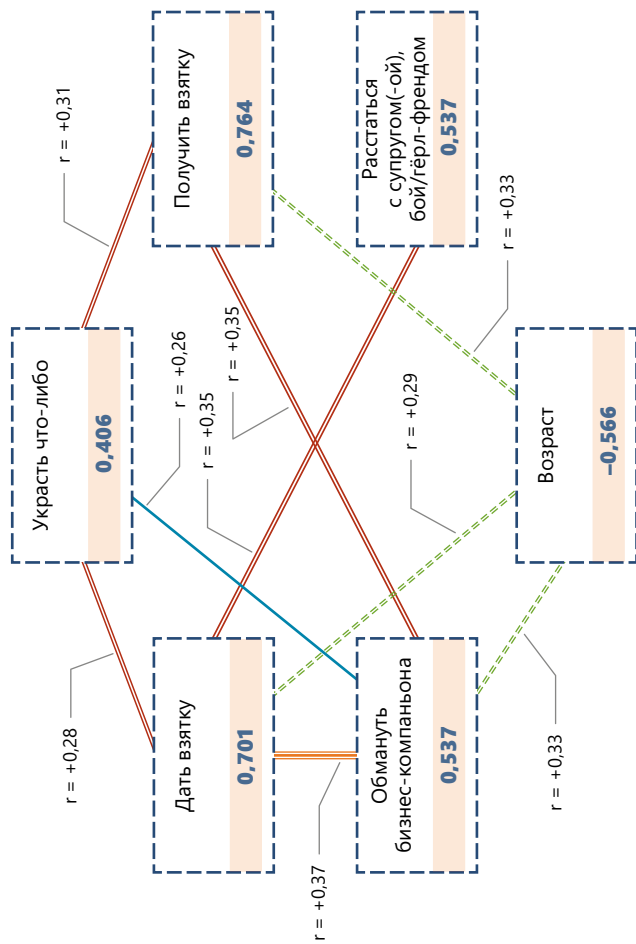 Украсть что-либо
0,406
r = +0,28
r = +0,31
Дать взятку
0,701
r = +0,26
r = +0,35
r = +0,35
Получить взятку
0,764
r = +0,37
Обмануть
бизнес-компаньона
0,537
r = +0,29
Расстаться
с супругом(-ой),
бой/гёрл-френдом
0,537
r = +0,33
r = +0,33
Возраст
–0,566